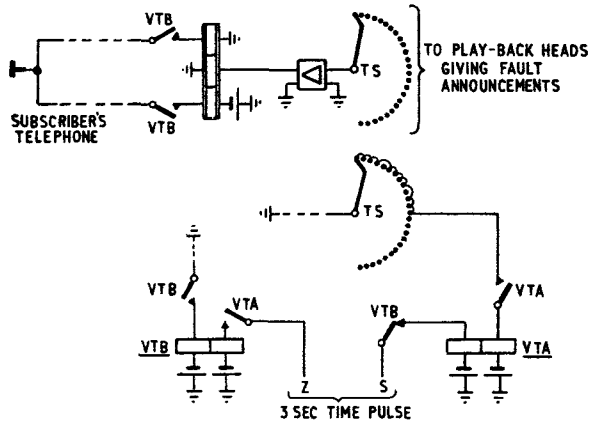 VTB
TS
TO PLAY-BACK HEADS
GIVING FAULT
ANNOUNCEMENTS
VTB
SUBSCRIBER'S
TELEPHONE
TS
VTB
VTA
VTB
VTA
VTB
VTA
Z
S
3 SEC TIME PULSE